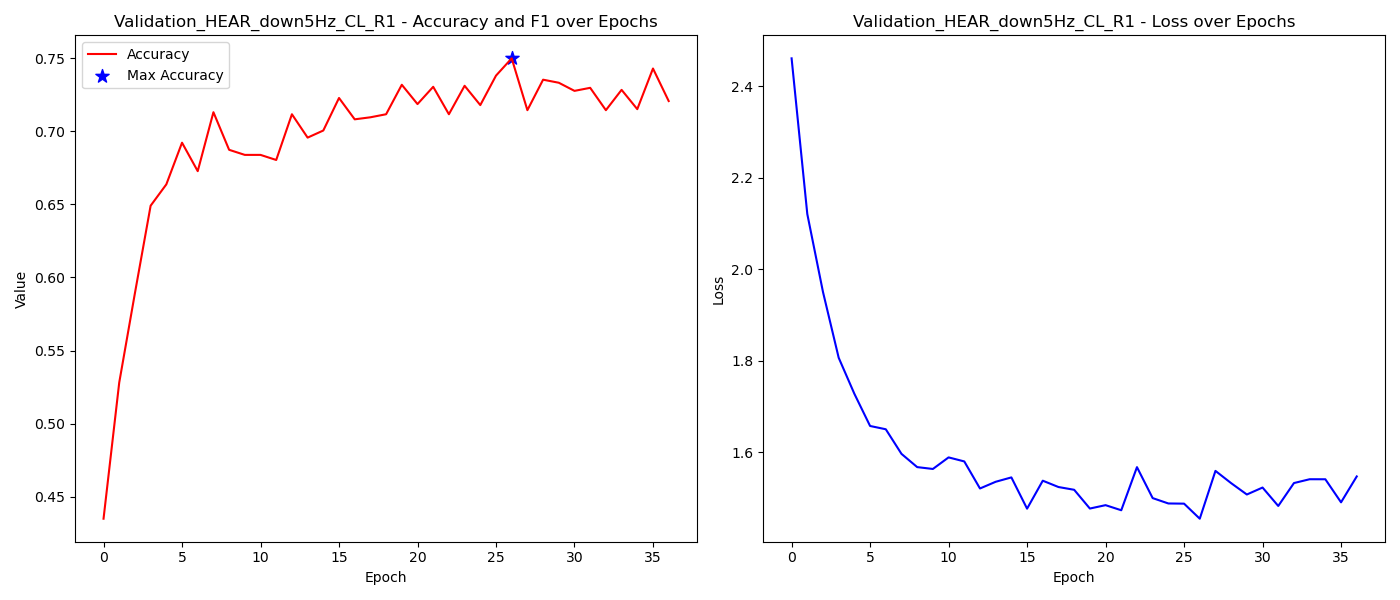 Validation_HEAR_down5Hz_CL_R1 - Accuracy and F1 over Epochs
Accuracy
Max Accuracy
0.75
0.70
0.65
0.60
0.55
0.50
0.45
Value
0 5 10 15 20 25 30 35
Epoch
Validation_HEAR_down5Hz_CL_R1 - Loss over Epochs
2.4
2.2
2.0
1.8
1.6
Loss
0 5 10 15 20 25 30 35
Epoch